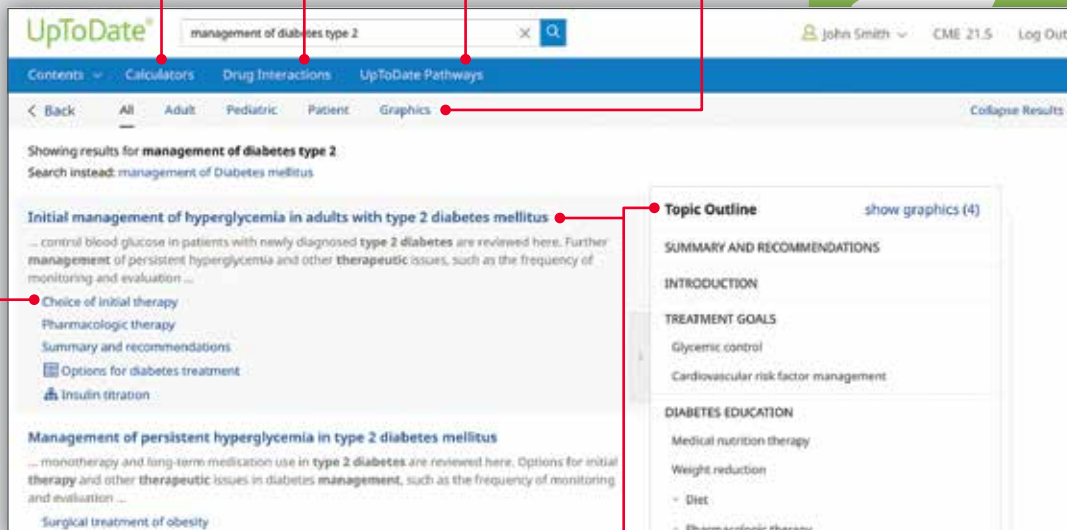 UpToDate®
management of diabetes type 2
John Smith
CME 21.5
Log Out
Contents
Calculators
Drug Interactions
UpToDate Pathways
Back
All
Adult
Pediatric
Patient
Graphics
Collapse Results
Showing results for management of diabetes type 2
Search instead: management of Diabetes mellitus
Initial management of hyperglycemia in adults with type 2 diabetes mellitus
... control blood glucose in patients with newly diagnosed type 2 diabetes are reviewed here. Further
management of persistent hyperglycemia and other therapeutic issues, such as the frequency of
monitoring and evaluation ...
Choice of initial therapy
Pharmacologic therapy
Summary and recommendations
Options for diabetes treatment
Insulin titration
Management of persistent hyperglycemia in type 2 diabetes mellitus
... monotherapy and long-term medication use in type 2 diabetes are reviewed here. Options for initial
therapy and other therapeutic issues in diabetes management, such as the frequency of monitoring
and evaluation ...
Surgical treatment of obesity
Topic Outline
show graphics (4)
SUMMARY AND RECOMMENDATIONS
INTRODUCTION
TREATMENT GOALS
Glycemic control
Cardiovascular risk factor management
DIABETES EDUCATION
Medical nutrition therapy
Weight reduction
- Diet
- Pharmacologic therapy